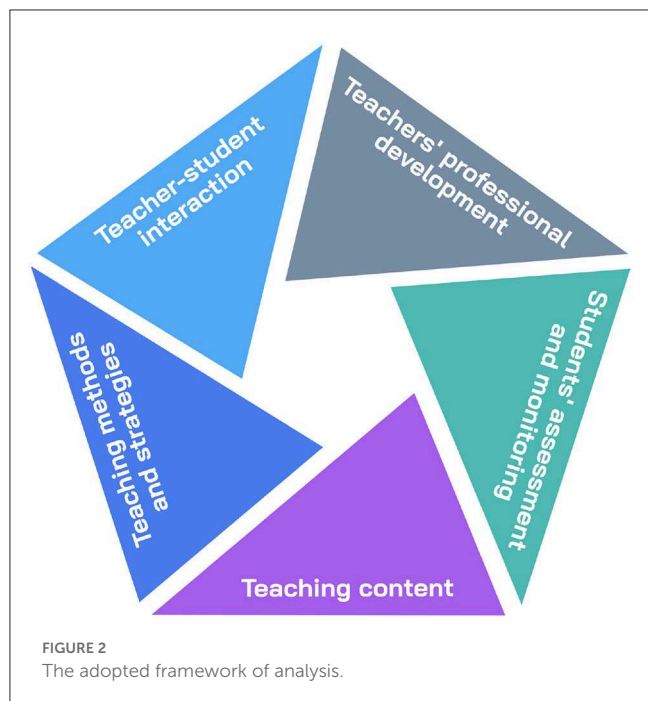 Teacher-student
interaction
Teachers' professional
development
Students' assessment
and monitoring
Teaching content
Teaching methods
and strategies
FIGURE 2
The adopted framework of analysis.